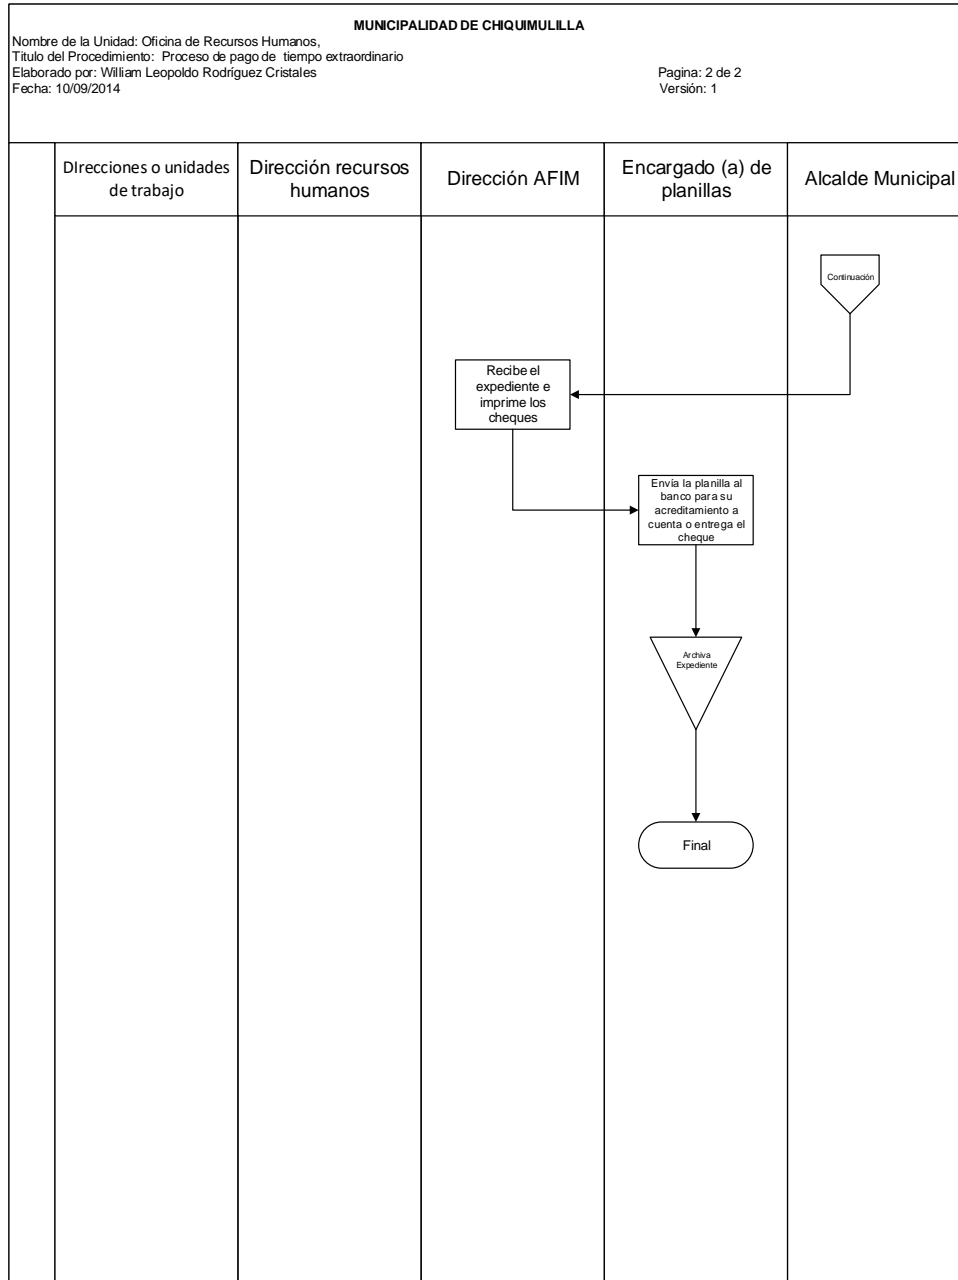 MUNICIPALIDAD DE CHIQUIMULILLA
Nombre de la Unidad: Oficina de Recursos Humanos,
Titulo del Procedimiento: Proceso de pago de tiempo extraordinario
Elaborado por: William Leopoldo Rodríguez Cristales
Pagina: 2 de 2
Fecha: 10/09/2014
Versión: 1
DIrecciones o unidades
de trabajo
Dirección recursos
humanos
Dirección AFIM
Encargado (a) de
planillas
Alcalde Municipal
Continuación
Recibe el
expediente e
imprime los
cheques
Envía la planilla al
banco para su
acreditamiento a
cuenta o entrega el
cheque
Archiva
Expediente
Final